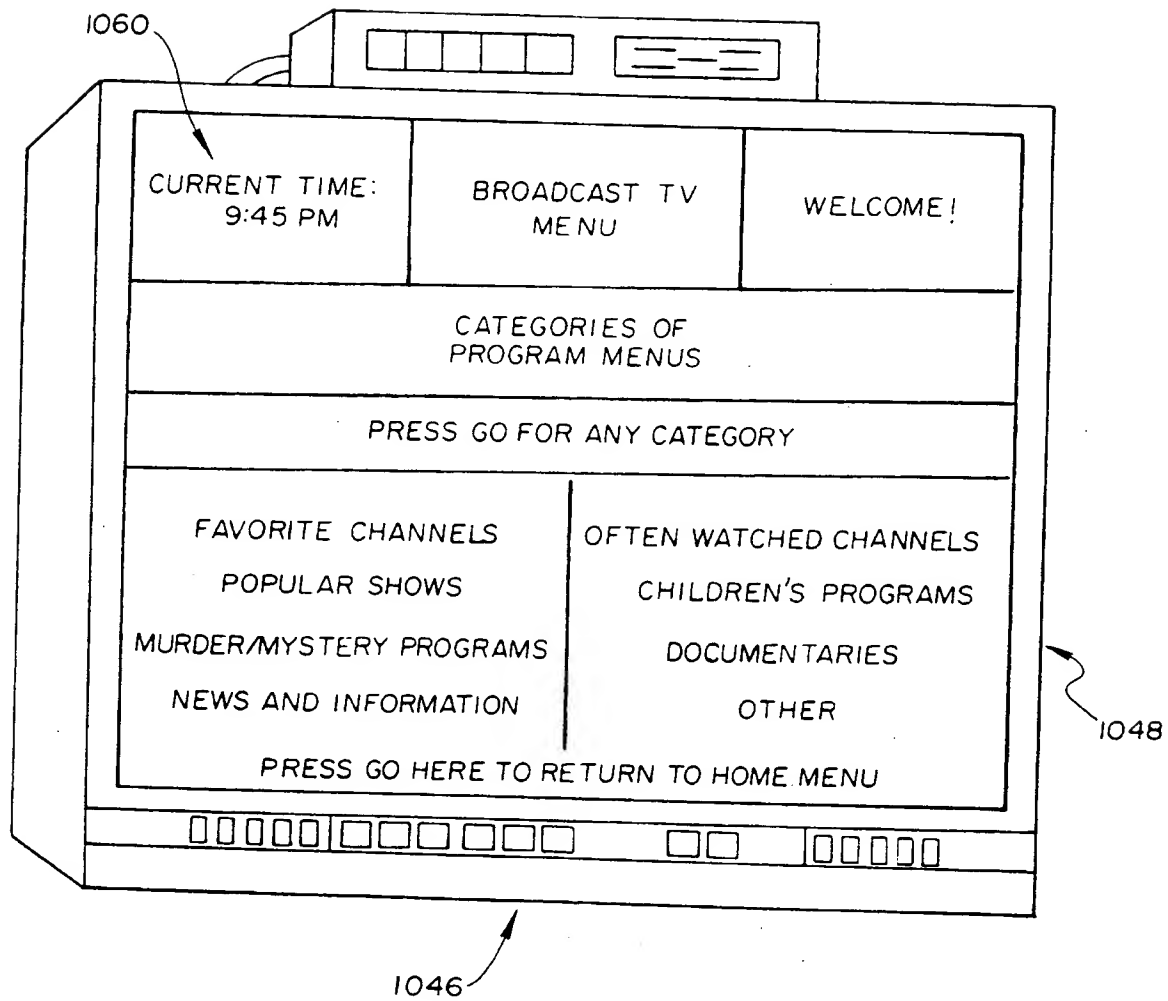 1060
CURRENT TIME:
9:45 PM
BROADCAST TV
MENU
WELCOME!
CATEGORIES OF
PROGRAM MENUS
PRESS GO FOR ANY CATEGORY
FAVORITE CHANNELS
POPULAR SHOWS
MURDER/MYSTERY PROGRAMS
NEWS AND INFORMATION
OFTEN WATCHED CHANNELS
CHILDREN'S PROGRAMS
DOCUMENTARIES
OTHER
PRESS GO HERE TO RETURN TO HOME MENU
1048
1046